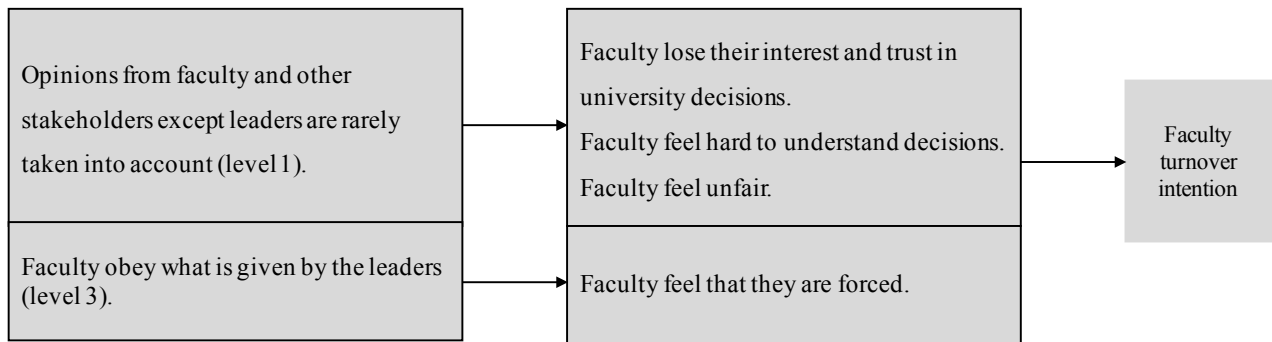 Opinions from faculty and other
stakeholders except leaders are rarely
taken into account (level 1).
Faculty obey what is given by the leaders
(level 3).
Faculty lose their interest and trust in
university decisions.
Faculty feel hard to understand decisions.
Faculty feel unfair.
Faculty feel that they are forced.
Faculty
turnover
intention